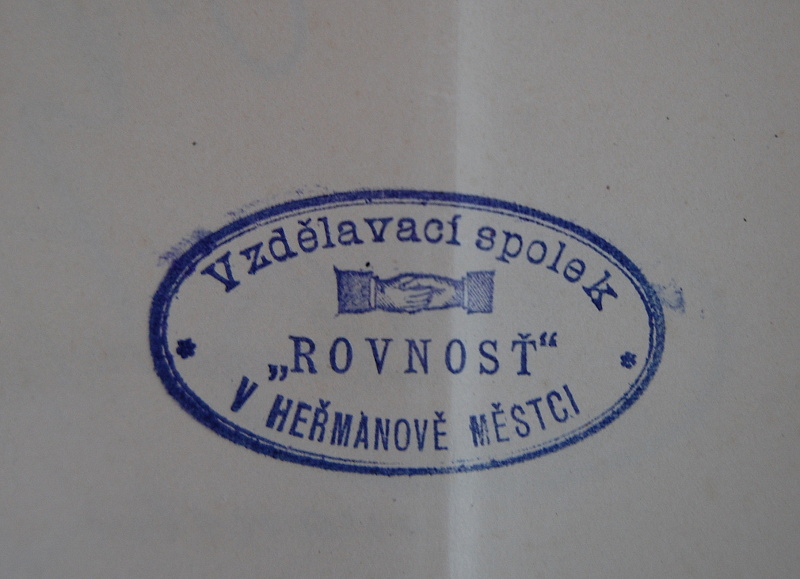 Vzdělavací spolek
„ROVNOSŤ“
V HEŘMANOVĚ MĚSTCI